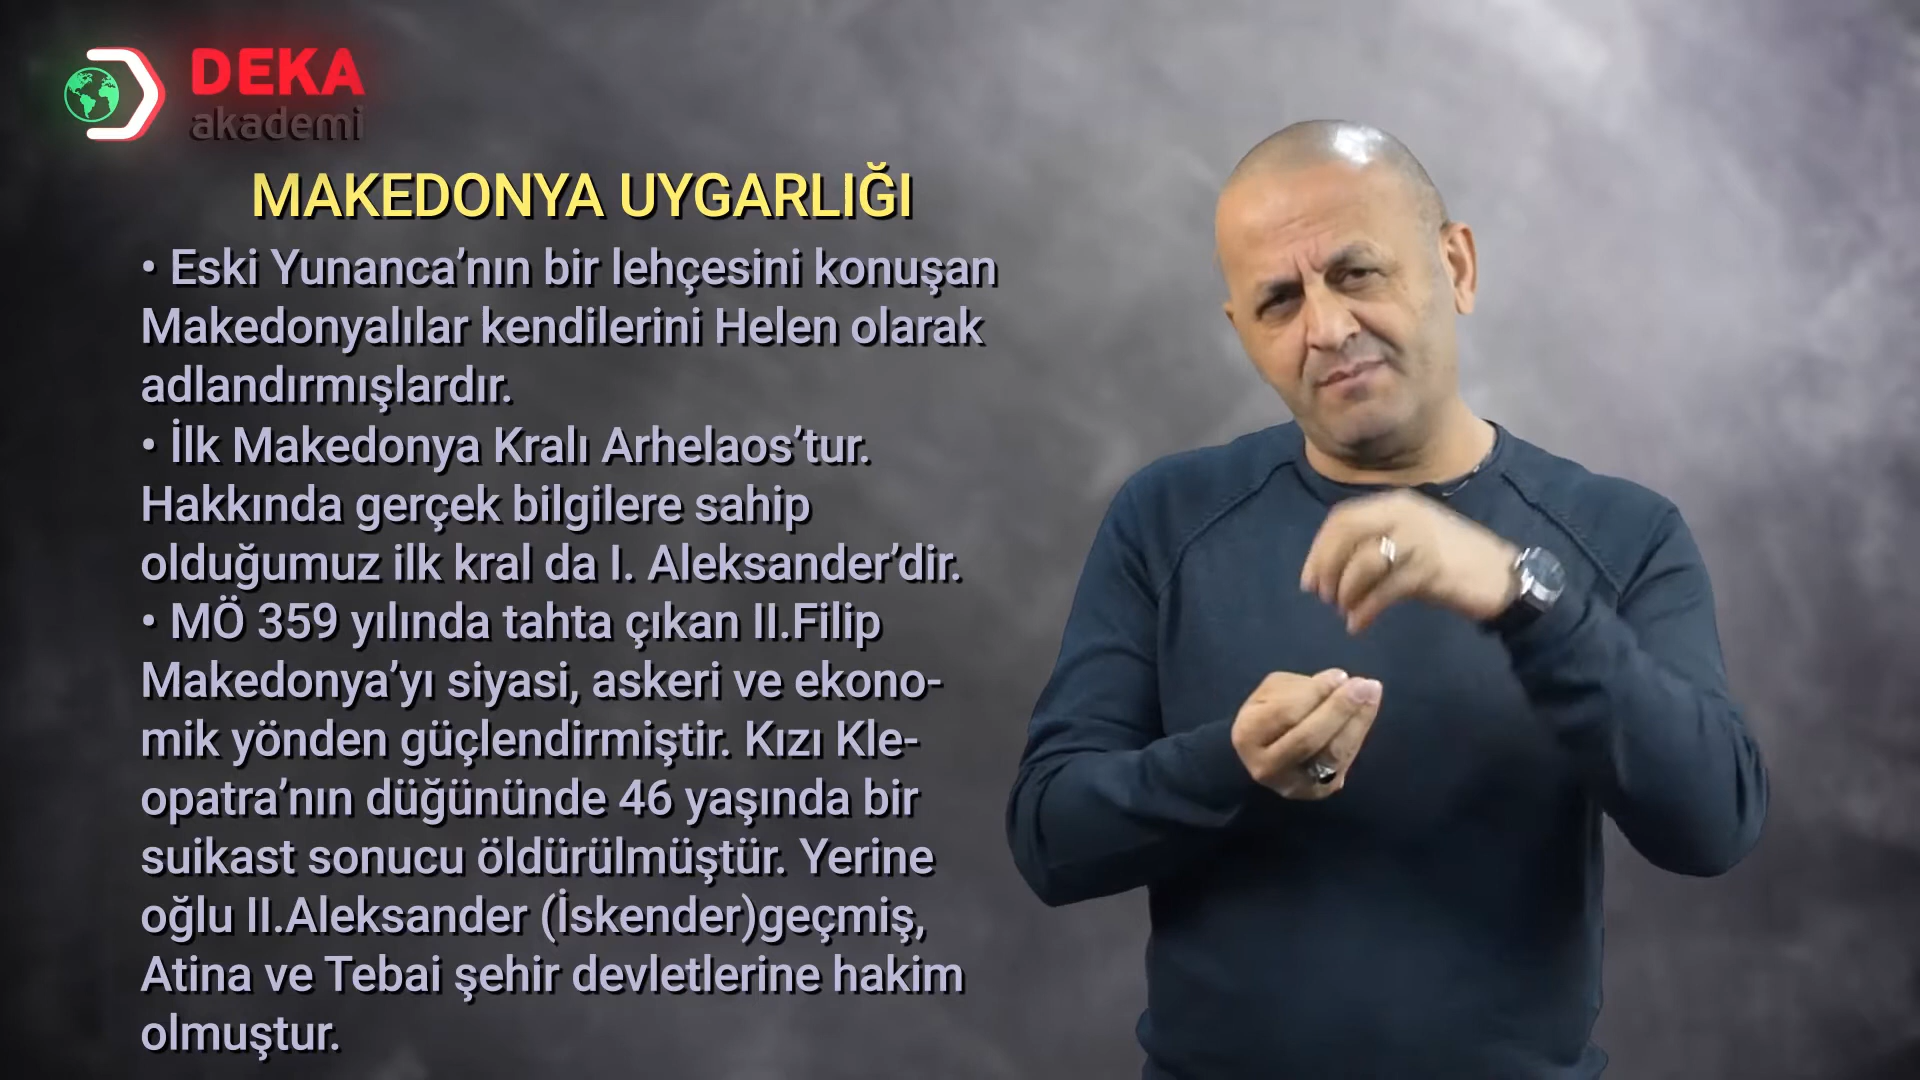 DEKA
akademi
MAKEDONYA UYGARLIĞI
• Eski Yunanca’nın bir lehçesini konuşan
Makedonyalılar kendilerini Helen olarak
adlandırmışlardır.
• İlk Makedonya Kralı Arhelaos’tur.
Hakkında gerçek bilgilere sahip
olduğumuz ilk kral da I. Aleksander’dir.
• MÖ 359 yılında tahta çıkan II.Filip
Makedonya’yı siyasi, askeri ve ekono-
mik yönden güçlendirmiştir. Kızı Kle-
opatra’nın düğününde 46 yaşında bir
suikast sonucu öldürülmüştür. Yerine
oğlu II.Aleksander (İskender)geçmiş,
Atina ve Tebai şehir devletlerine hakim
olmuştur.